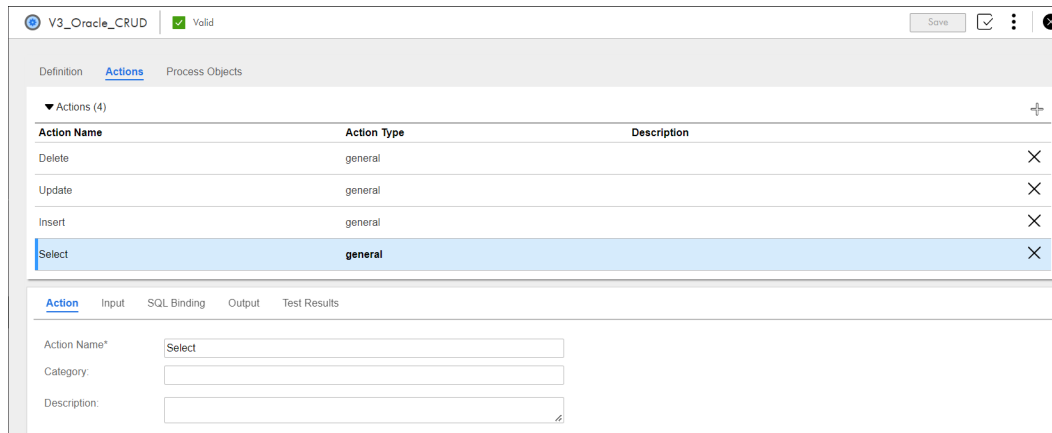 V3_Oracle_CRUD Valid Save
Definition Actions Process Objects
Actions (4)
Action Name Action Type Description
Delete general
Update general
Insert general
Select general
Action Input SQL Binding Output Test Results
Action Name* Select
Category:
Description: